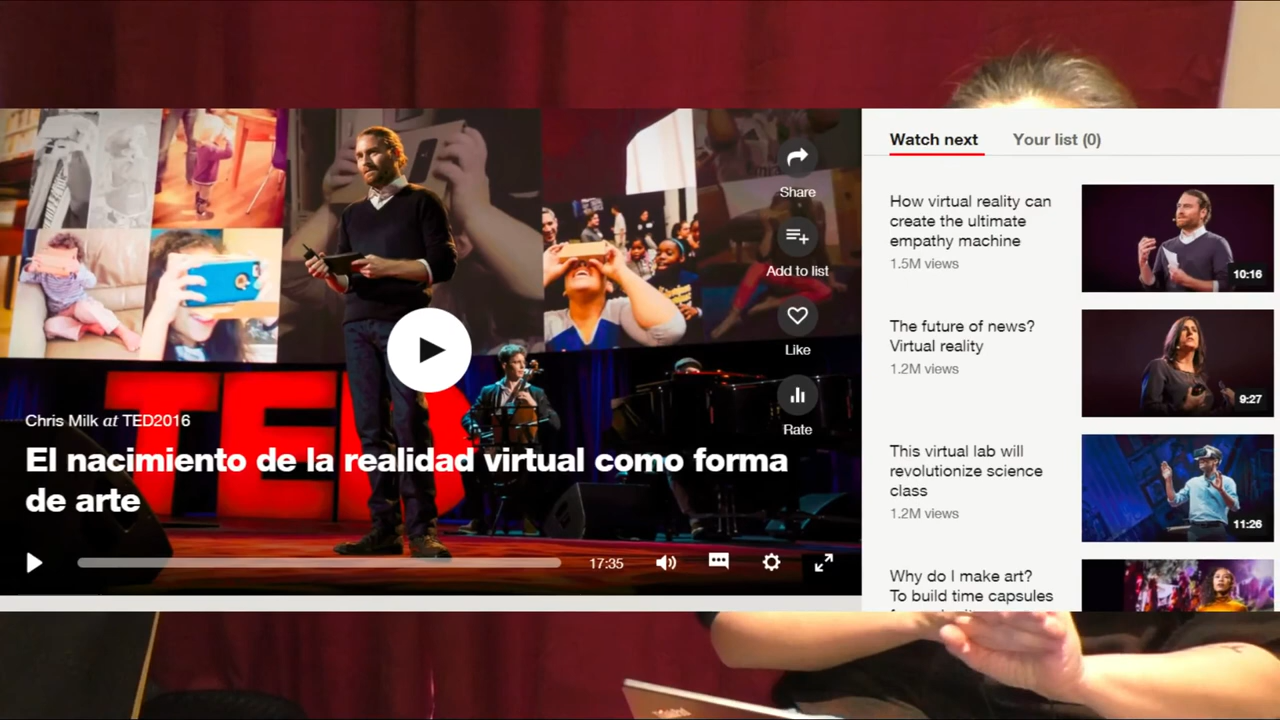 Share
Add to list
Like
Rate
TED
Chris Milk at TED2016
El nacimiento de la realidad virtual como forma
de arte
17:35
Watch next
Your list (0)
How virtual reality can
create the ultimate
empathy machine
1.5M views
10:16
The future of news?
Virtual reality
1.2M views
9:27
This virtual lab will
revolutionize science
class
1.2M views
11:26
Why do I make art?
To build time capsules